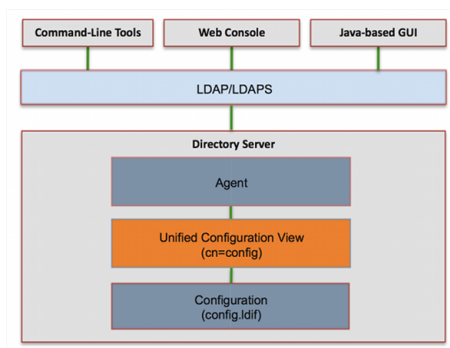 Command-Line Tools
Web Console
Java-based GUI
LDAP/LDAPS
Directory Server
Agent
Unified Configuration View
(cn=config)
Configuration
(config.ldif)